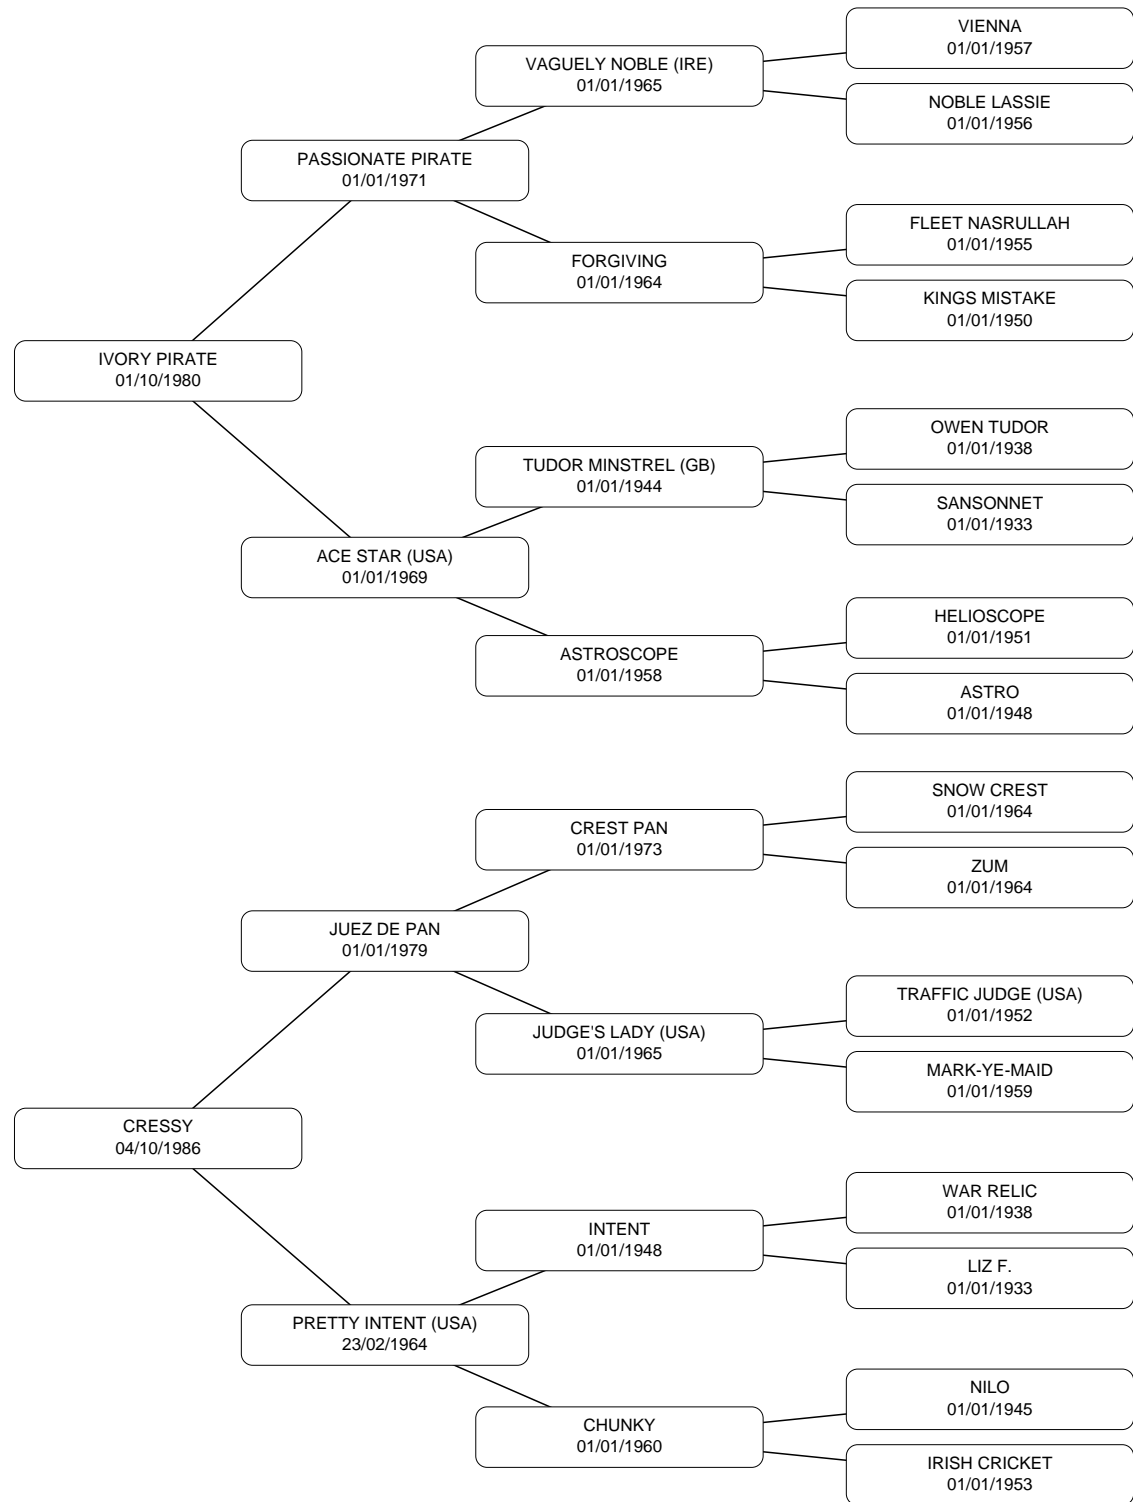 VIENNA
01/01/1957
VAGUELY NOBLE (IRE)
01/01/1965
NOBLE LASSIE
01/01/1956
PASSIONATE PIRATE
01/01/1971
FLEET NASRULLAH
01/01/1955
FORGIVING
01/01/1964
KINGS MISTAKE
01/01/1950
IVORY PIRATE
01/10/1980
OWEN TUDOR
01/01/1938
TUDOR MINSTREL (GB)
01/01/1944
SANSONNET
01/01/1933
ACE STAR (USA)
01/01/1969
HELIOSCOPE
01/01/1951
ASTROSCOPE
01/01/1958
ASTRO
01/01/1948
SNOW CREST
01/01/1964
CREST PAN
01/01/1973
ZUM
01/01/1964
JUEZ DE PAN
01/01/1979
TRAFFIC JUDGE (USA)
01/01/1952
JUDGE'S LADY (USA)
01/01/1965
MARK-YE-MAID
01/01/1959
CRESSY
04/10/1986
WAR RELIC
01/01/1938
INTENT
01/01/1948
LIZ F.
01/01/1933
PRETTY INTENT (USA)
23/02/1964
NILO
01/01/1945
CHUNKY
01/01/1960
IRISH CRICKET
01/01/1953